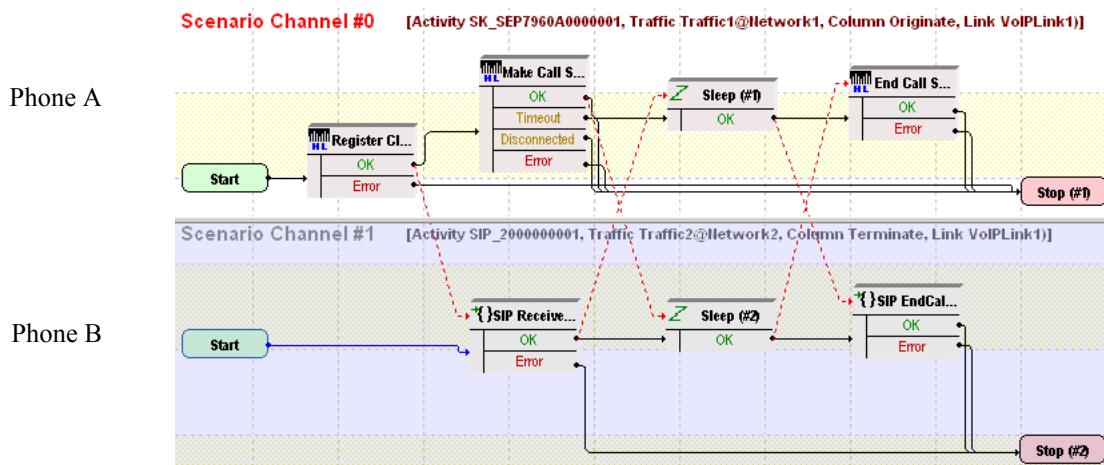 Scenario Channel #0 [Activity SK_SEP7960A0000001, Traffic Traffic1@Network1, Column Originate, Link VoIPLink1)]
Phone A
Start
HL Register Cl...
OK
Error
HL Make Call S...
OK
Timeout
Disconnected
Error
Sleep (#1)
OK
HL End Call S...
OK
Error
Stop (#1)
Scenario Channel #1 [Activity SIP_2000000001, Traffic Traffic2@Network2, Column Terminate, Link VoIPLink1)]
Phone B
Start
{}SIP Receive...
OK
Error
Sleep (#2)
OK
{}SIP EndCal...
OK
Error
Stop (#2)